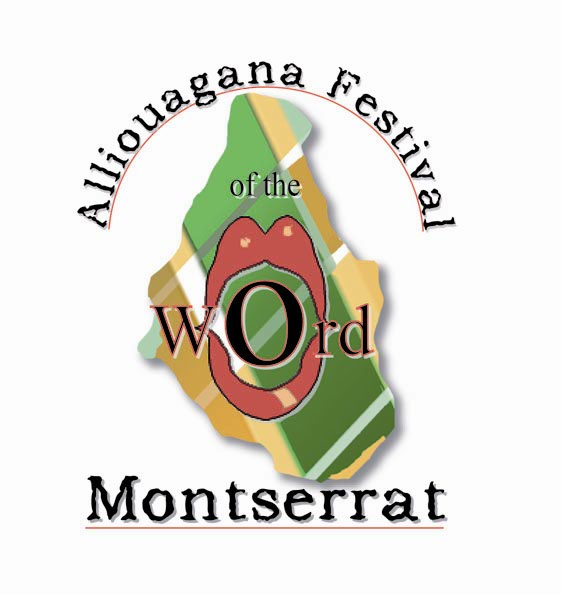 Alliouagana Festival
of the
WOrd
Montserrat